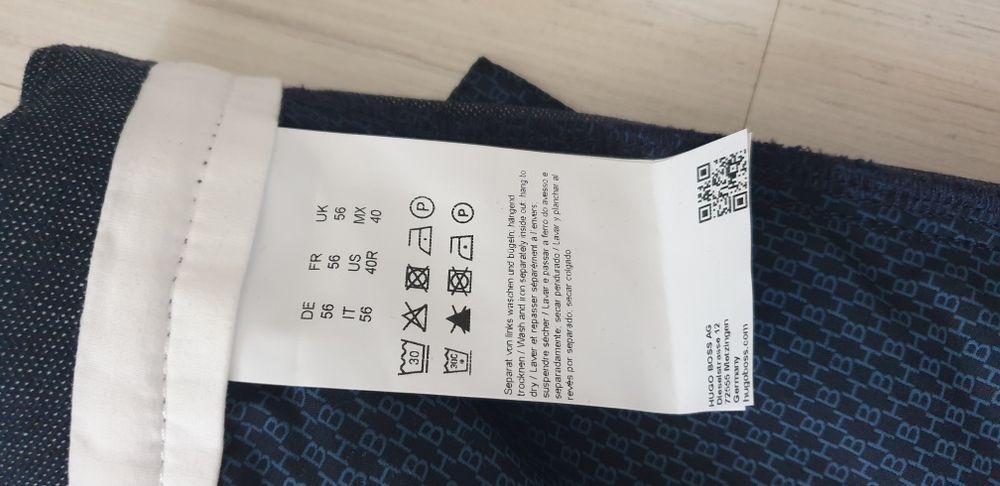 DE FR UK
56 56 56
IT US MX
56 40R 40
30 P
30C P
Separat von links waschen und bügeln, hängend
trocknen / Wash and iron separately inside out, hang to
dry / Laver et repasser séparément à l'envers,
suspendre sécher / Lavar e passar a ferro do avesso e
separadamente, secar pendurado / Lavar y planchar al
revés por separado, secar colgado
HUGO BOSS AG
Dieselstrasse 12
72555 Metzingen
Germany
hugoboss.com
HB